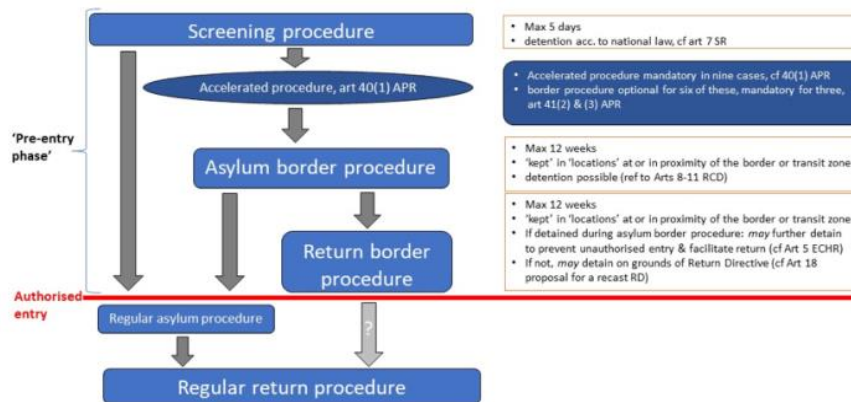 Screening procedure
• Max 5 days
• detention acc. to national law, cf art 7 SR
Accelerated procedure, art 40(1) APR
• Accelerated procedure mandatory in nine cases, cf 40(1) APR
• border procedure optional for six of these, mandatory for three,
art 41(2) & (3) APR
'Pre-entry
phase'
Asylum border procedure
• Max 12 weeks
• 'kept' in 'locations' at or in proximity of the border or transit zone
• detention possible (ref to Arts 8-11 RCD)
Return border
procedure
• Max 12 weeks
• 'kept' in 'locations' at or in proximity of the border or transit zone
• If detained during asylum border procedure: may further detain
to prevent unauthorised entry & facilitate return (cf Art 5 ECHR)
• If not, may detain on grounds of Return Directive (cf Art 18
proposal for a recast RD)
Authorised
entry
Regular asylum procedure
?
Regular return procedure